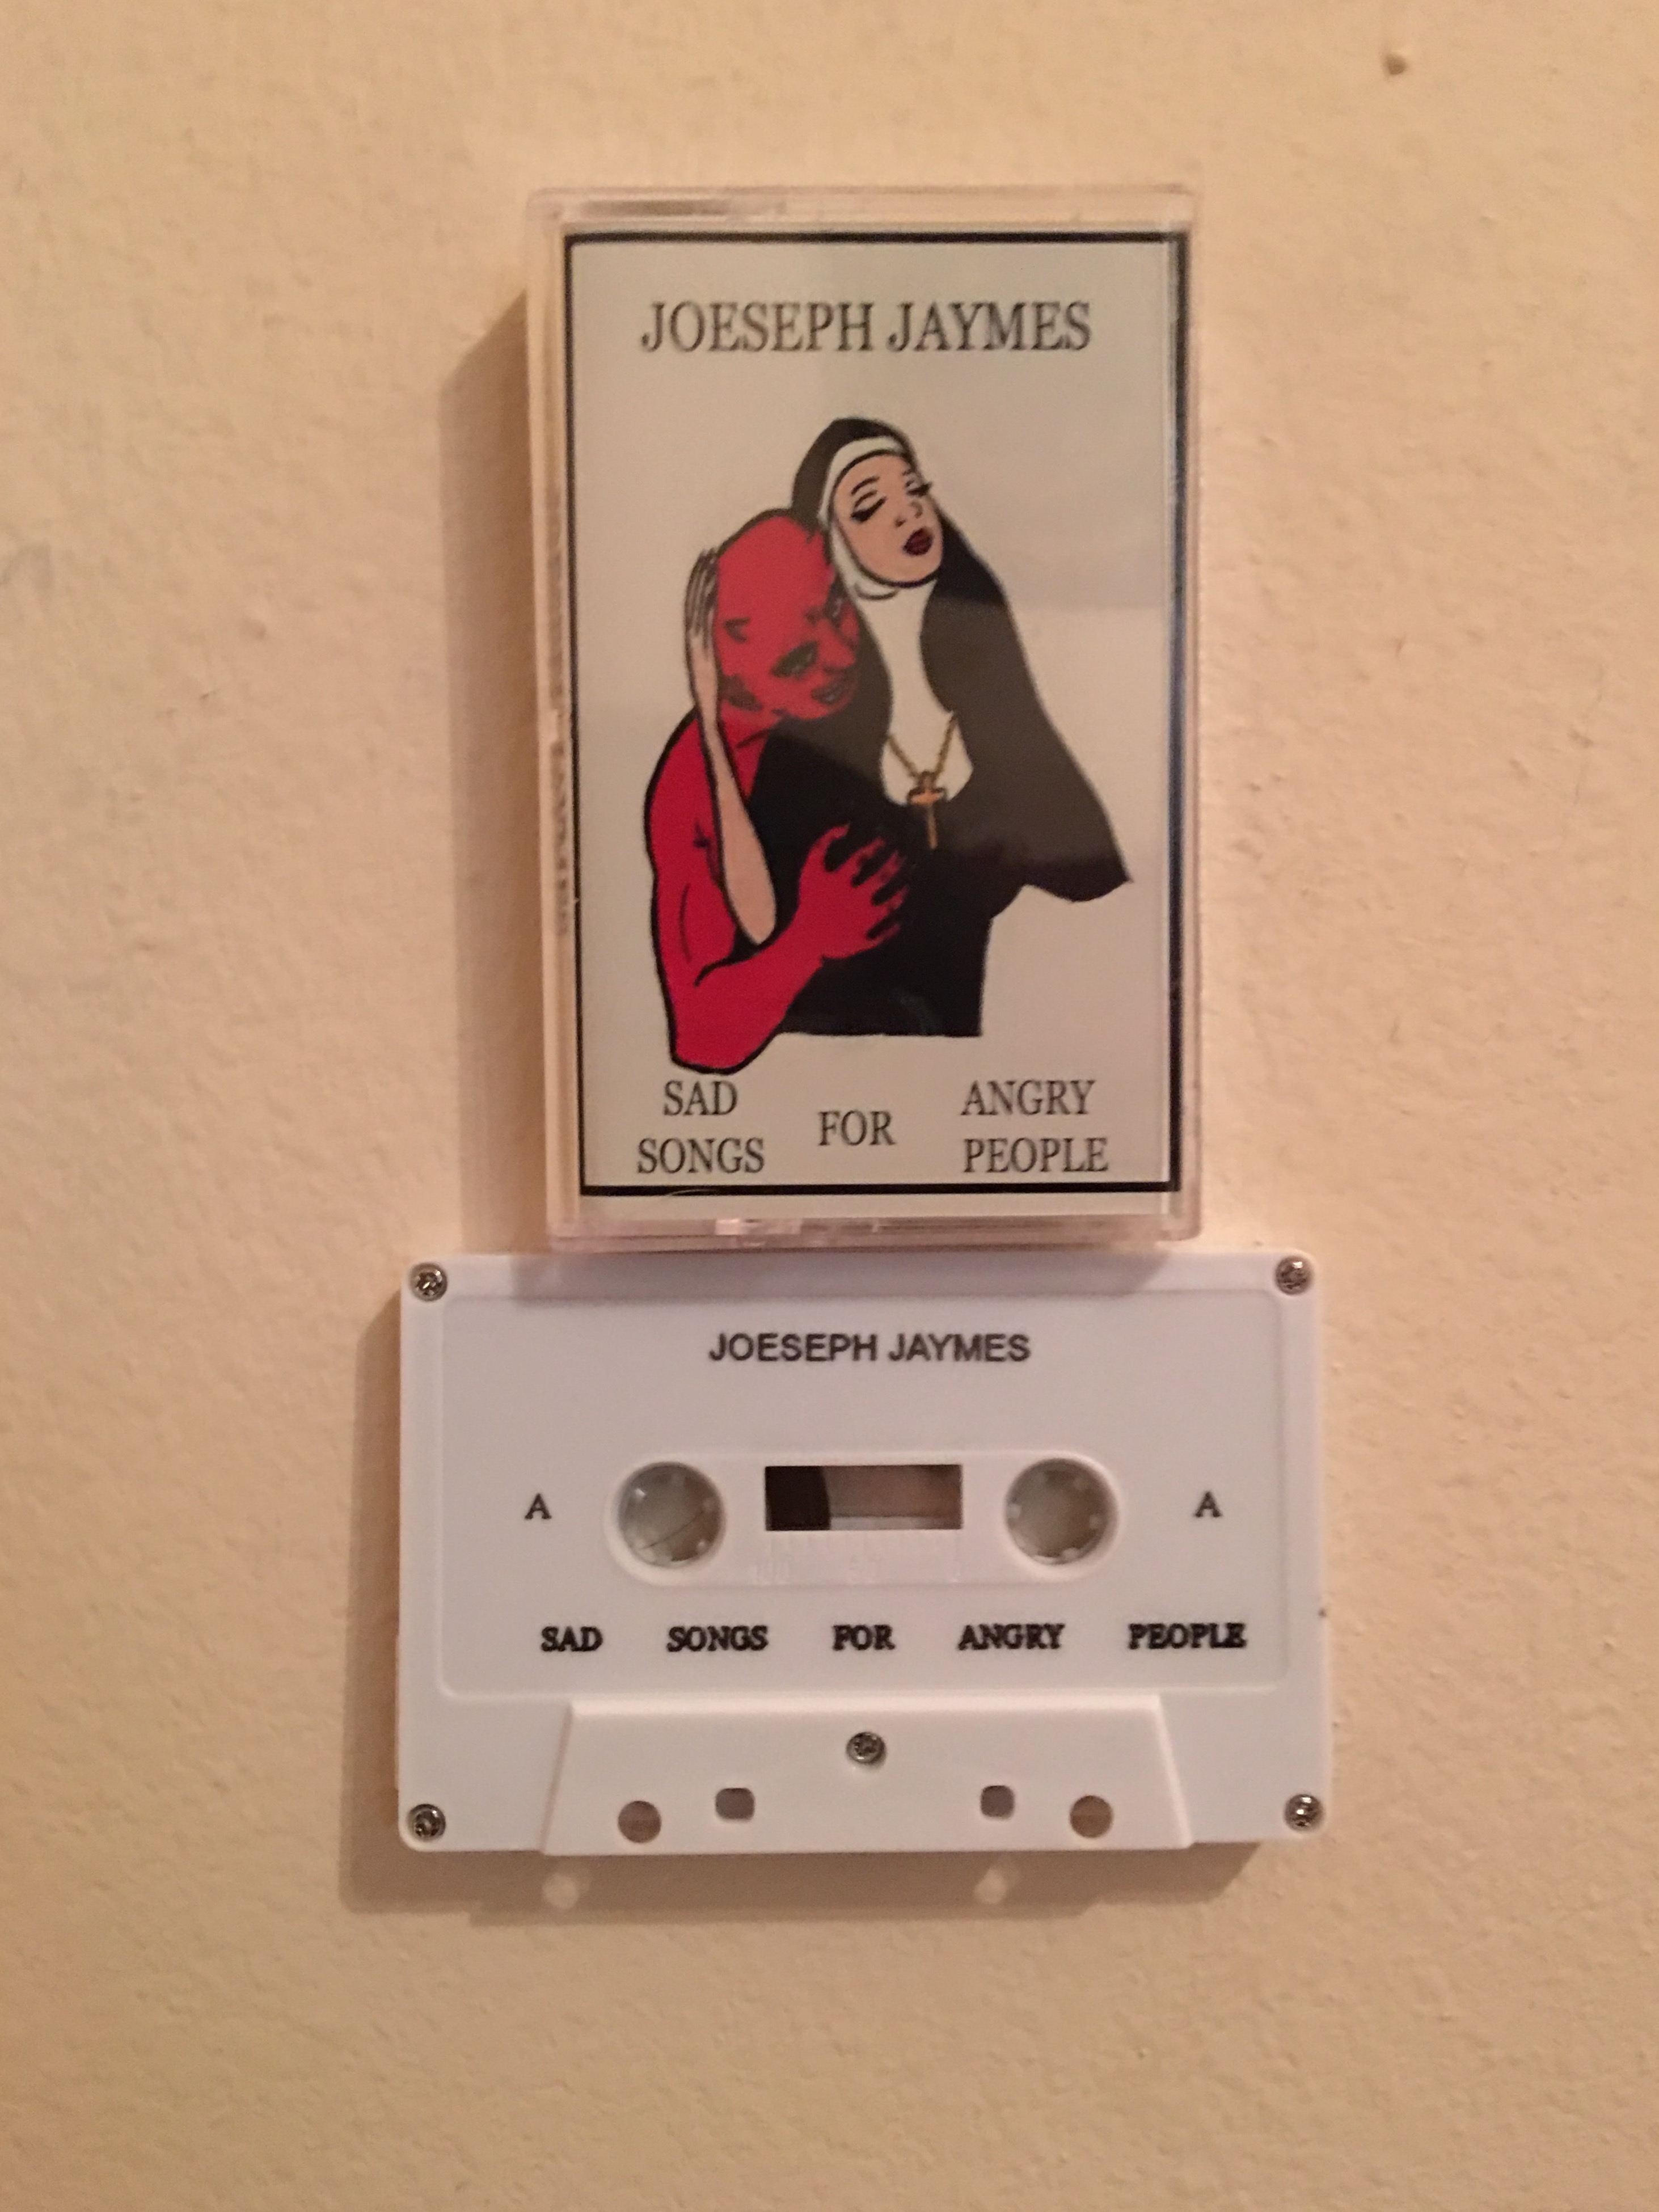 JOESEPH JAYMES
SAD
SONGS
FOR
ANGRY
PEOPLE
JOESEPH JAYMES
A A
SAD SONGS FOR ANGRY PEOPLE